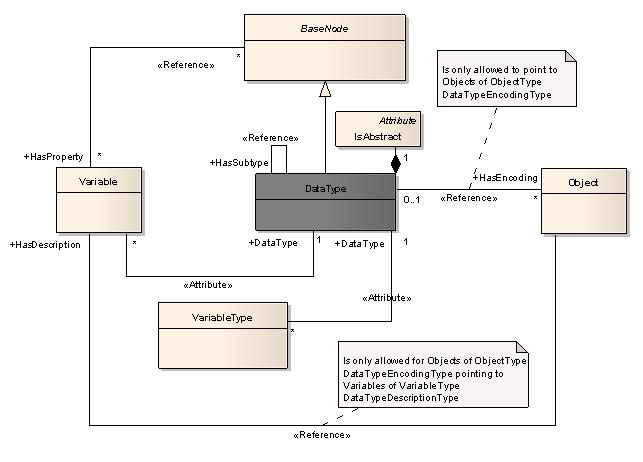 BaseNode
«Reference»
*
Is only allowed to point to
Objects of ObjectType
DataTypeEncodingType
Attribute
IsAbstract
1
«Reference»
+HasSubtype
+HasProperty
*
Variable
DataType
+HasEncoding
0..1
«Reference»
*
Object
+HasDescription
*
+DataType
1
+DataType
1
«Attribute»
«Attribute»
VariableType
*
Is only allowed for Objects of ObjectType
DataTypeEncodingType pointing to
Variables of VariableType
DataTypeDescriptionType
«Reference»